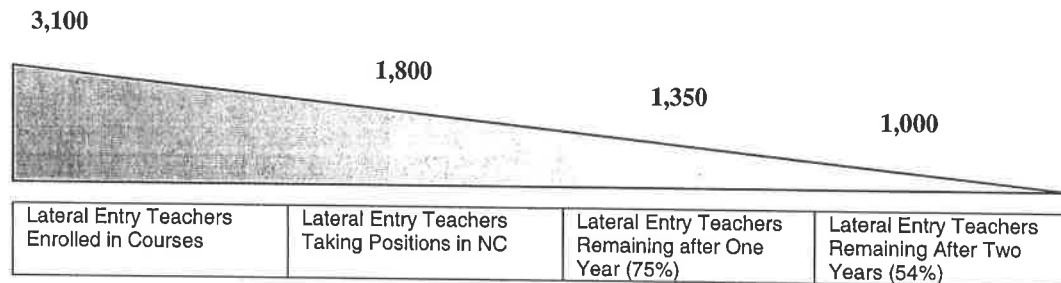 3,100
1,800
1,350
1,000
Lateral Entry Teachers
Enrolled in Courses
Lateral Entry Teachers
Taking Positions in NC
Lateral Entry Teachers
Remaining after One
Year (75%)
Lateral Entry Teachers
Remaining After Two
Years (54%)